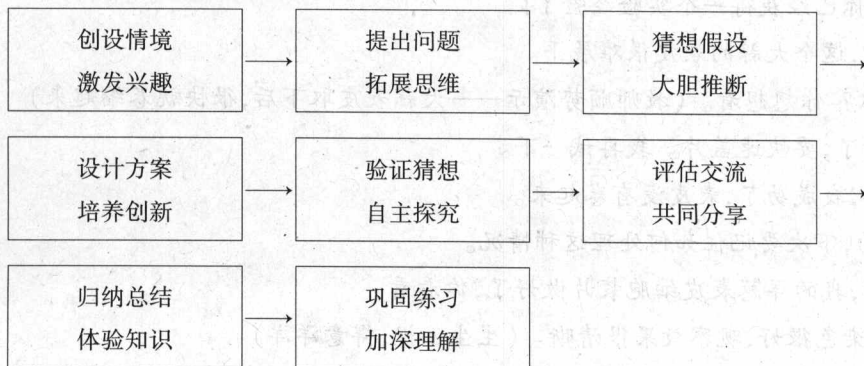 创设情境
激发兴趣
提出问题
拓展思维
猜想假设
大胆推断
设计方案
培养创新
验证猜想
自主探究
评估交流
共同分享
归纳总结
体验知识
巩固练习
加深理解